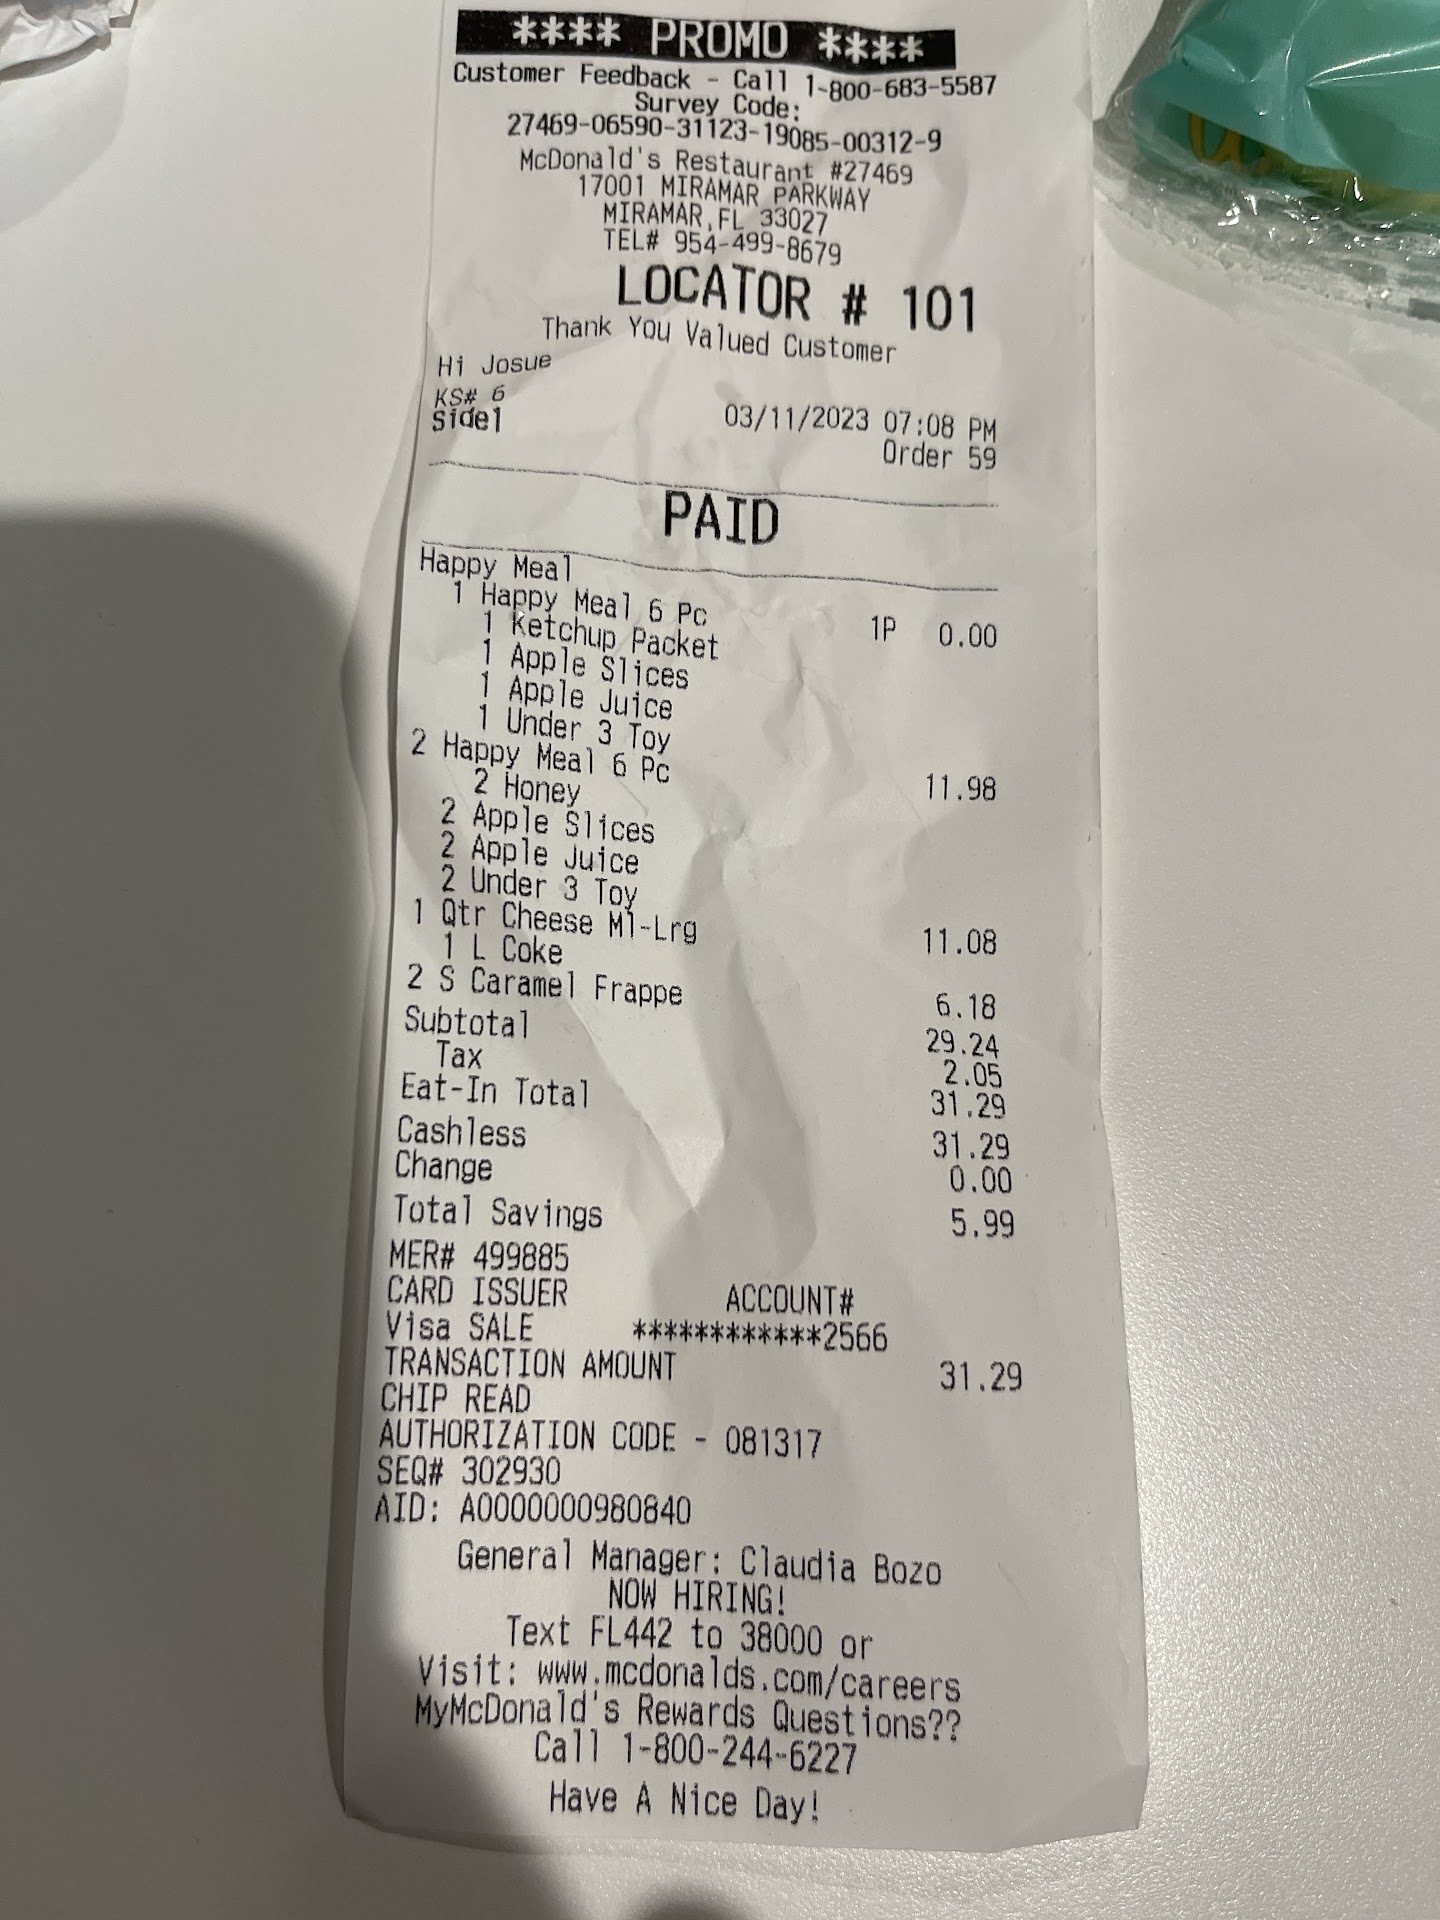 **** PROMO ****
Customer Feedback - Call 1-800-683-5587
Survey Code:
27469-06590-31123-19085-00312-9
McDonald's Restaurant #27469
17001 MIRAMAR PARKWAY
MIRAMAR,FL 33027
TEL# 954-499-8679
LOCATOR # 101
Thank You Valued Customer
Hi Josue
KS# 6
Side1 03/11/2023 07:08 PM
Order 59
PAID
Happy Meal
1 Happy Meal 6 Pc 1P 0.00
1 Ketchup Packet
1 Apple Slices
1 Apple Juice
1 Under 3 Toy
2 Happy Meal 6 Pc 11.98
2 Honey
2 Apple Slices
2 Apple Juice
2 Under 3 Toy
1 Qtr Cheese Ml-Lrg 11.08
1 L Coke
2 S Caramel Frappe 6.18
Subtotal 29.24
Tax 2.05
Eat-In Total 31.29
Cashless 31.29
Change 0.00
Total Savings 5.99
MER# 499885
CARD ISSUER ACCOUNT#
Visa SALE ************2566
TRANSACTION AMOUNT 31.29
CHIP READ
AUTHORIZATION CODE - 081317
SEQ# 302930
AID: A0000000980840
General Manager: Claudia Bozo
NOW HIRING!
Text FL442 to 38000 or
Visit: www.mcdonalds.com/careers
MyMcDonald's Rewards Questions??
Call 1-800-244-6227
Have A Nice Day!